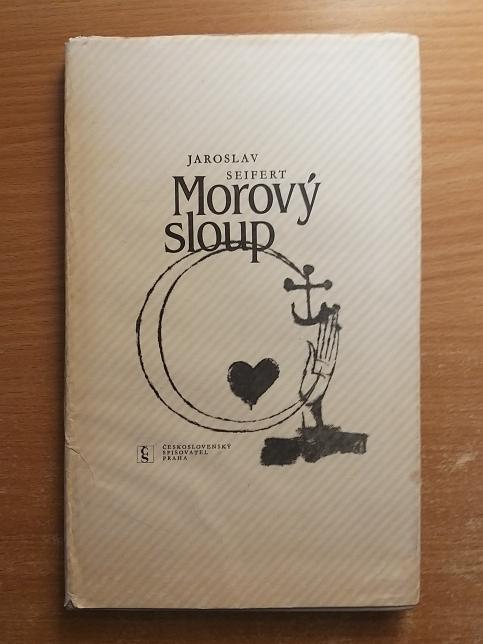 JAROSLAV
SEIFERT
Morový
sloup
čs
ČESKOSLOVENSKÝ
SPISOVATEL
PRAHA